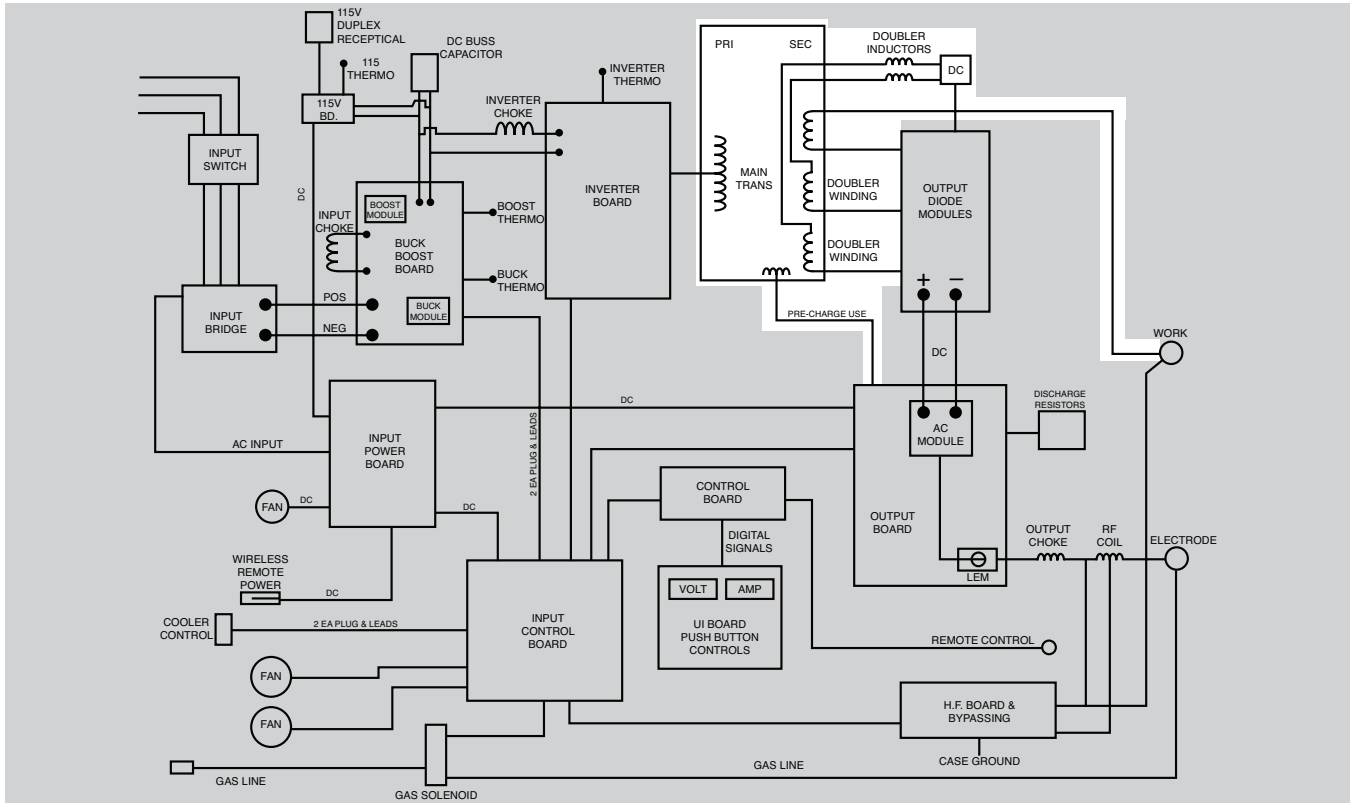 115V
DUPLEX
RECEPTICAL
DC BUSS
CAPACITOR
115
THERMO
115V
BD.
INPUT
SWITCH
DC
INVERTER
CHOKE
INVERTER
THERMO
INVERTER
BOARD
PRI
SEC
MAIN
TRANS
DOUBLER
INDUCTORS
DC
DOUBLER
WINDING
DOUBLER
WINDING
OUTPUT
DIODE
MODULES
+
–
PRE-CHARGE USE
DC
WORK
INPUT
CHOKE
BOOST
MODULE
BUCK
BOOST
BOARD
BUCK
MODULE
BOOST
THERMO
BUCK
THERMO
INPUT
BRIDGE
POS
NEG
AC INPUT
INPUT
POWER
BOARD
DC
2 EA PLUG & LEADS
FAN
DC
DC
WIRELESS
REMOTE
POWER
DC
COOLER
CONTROL
2 EA PLUG & LEADS
INPUT
CONTROL
BOARD
FAN
FAN
CONTROL
BOARD
DIGITAL
SIGNALS
VOLT
AMP
UI BOARD
PUSH BUTTON
CONTROLS
AC
MODULE
OUTPUT
BOARD
LEM
DISCHARGE
RESISTORS
OUTPUT
CHOKE
RF
COIL
ELECTRODE
REMOTE CONTROL
H.F. BOARD &
BYPASSING
CASE GROUND
GAS LINE
GAS SOLENOID
GAS LINE